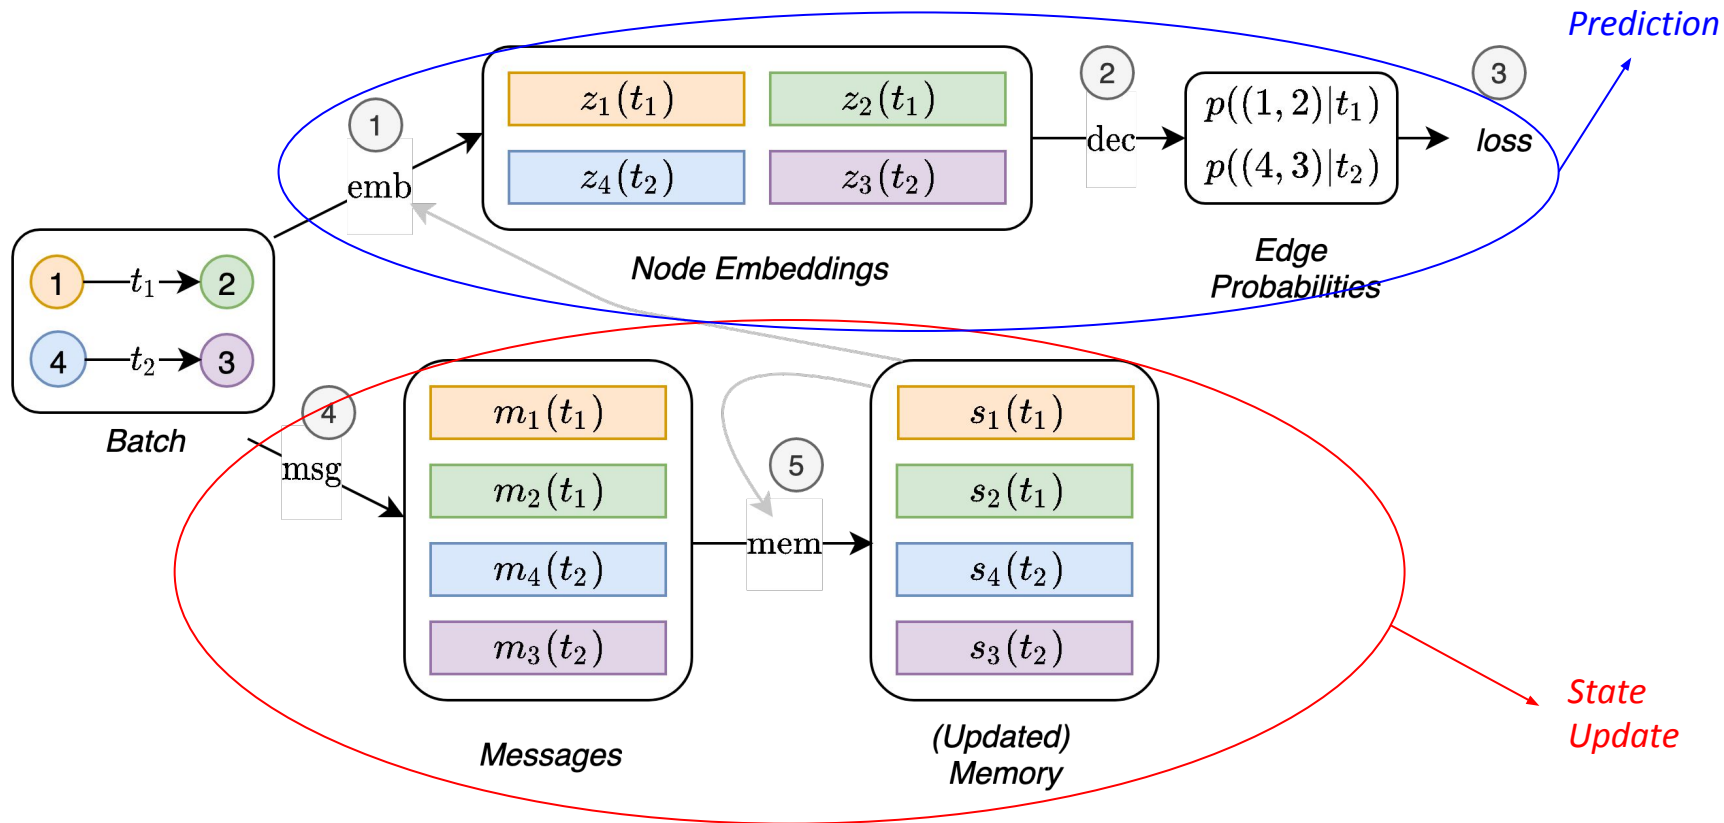 Prediction
1
2
3
z₁(t₁) z₂(t₁)
z₄(t₂) z₃(t₂)
emb
dec
p((1, 2)|t₁)
p((4, 3)|t₂)
loss
Node Embeddings
Edge
Probabilities
1 t₁ 2
4 t₂ 3
Batch
4
msg
m₁(t₁)
m₂(t₁)
m₄(t₂)
m₃(t₂)
Messages
5
mem
s₁(t₁)
s₂(t₁)
s₄(t₂)
s₃(t₂)
(Updated)
Memory
State
Update